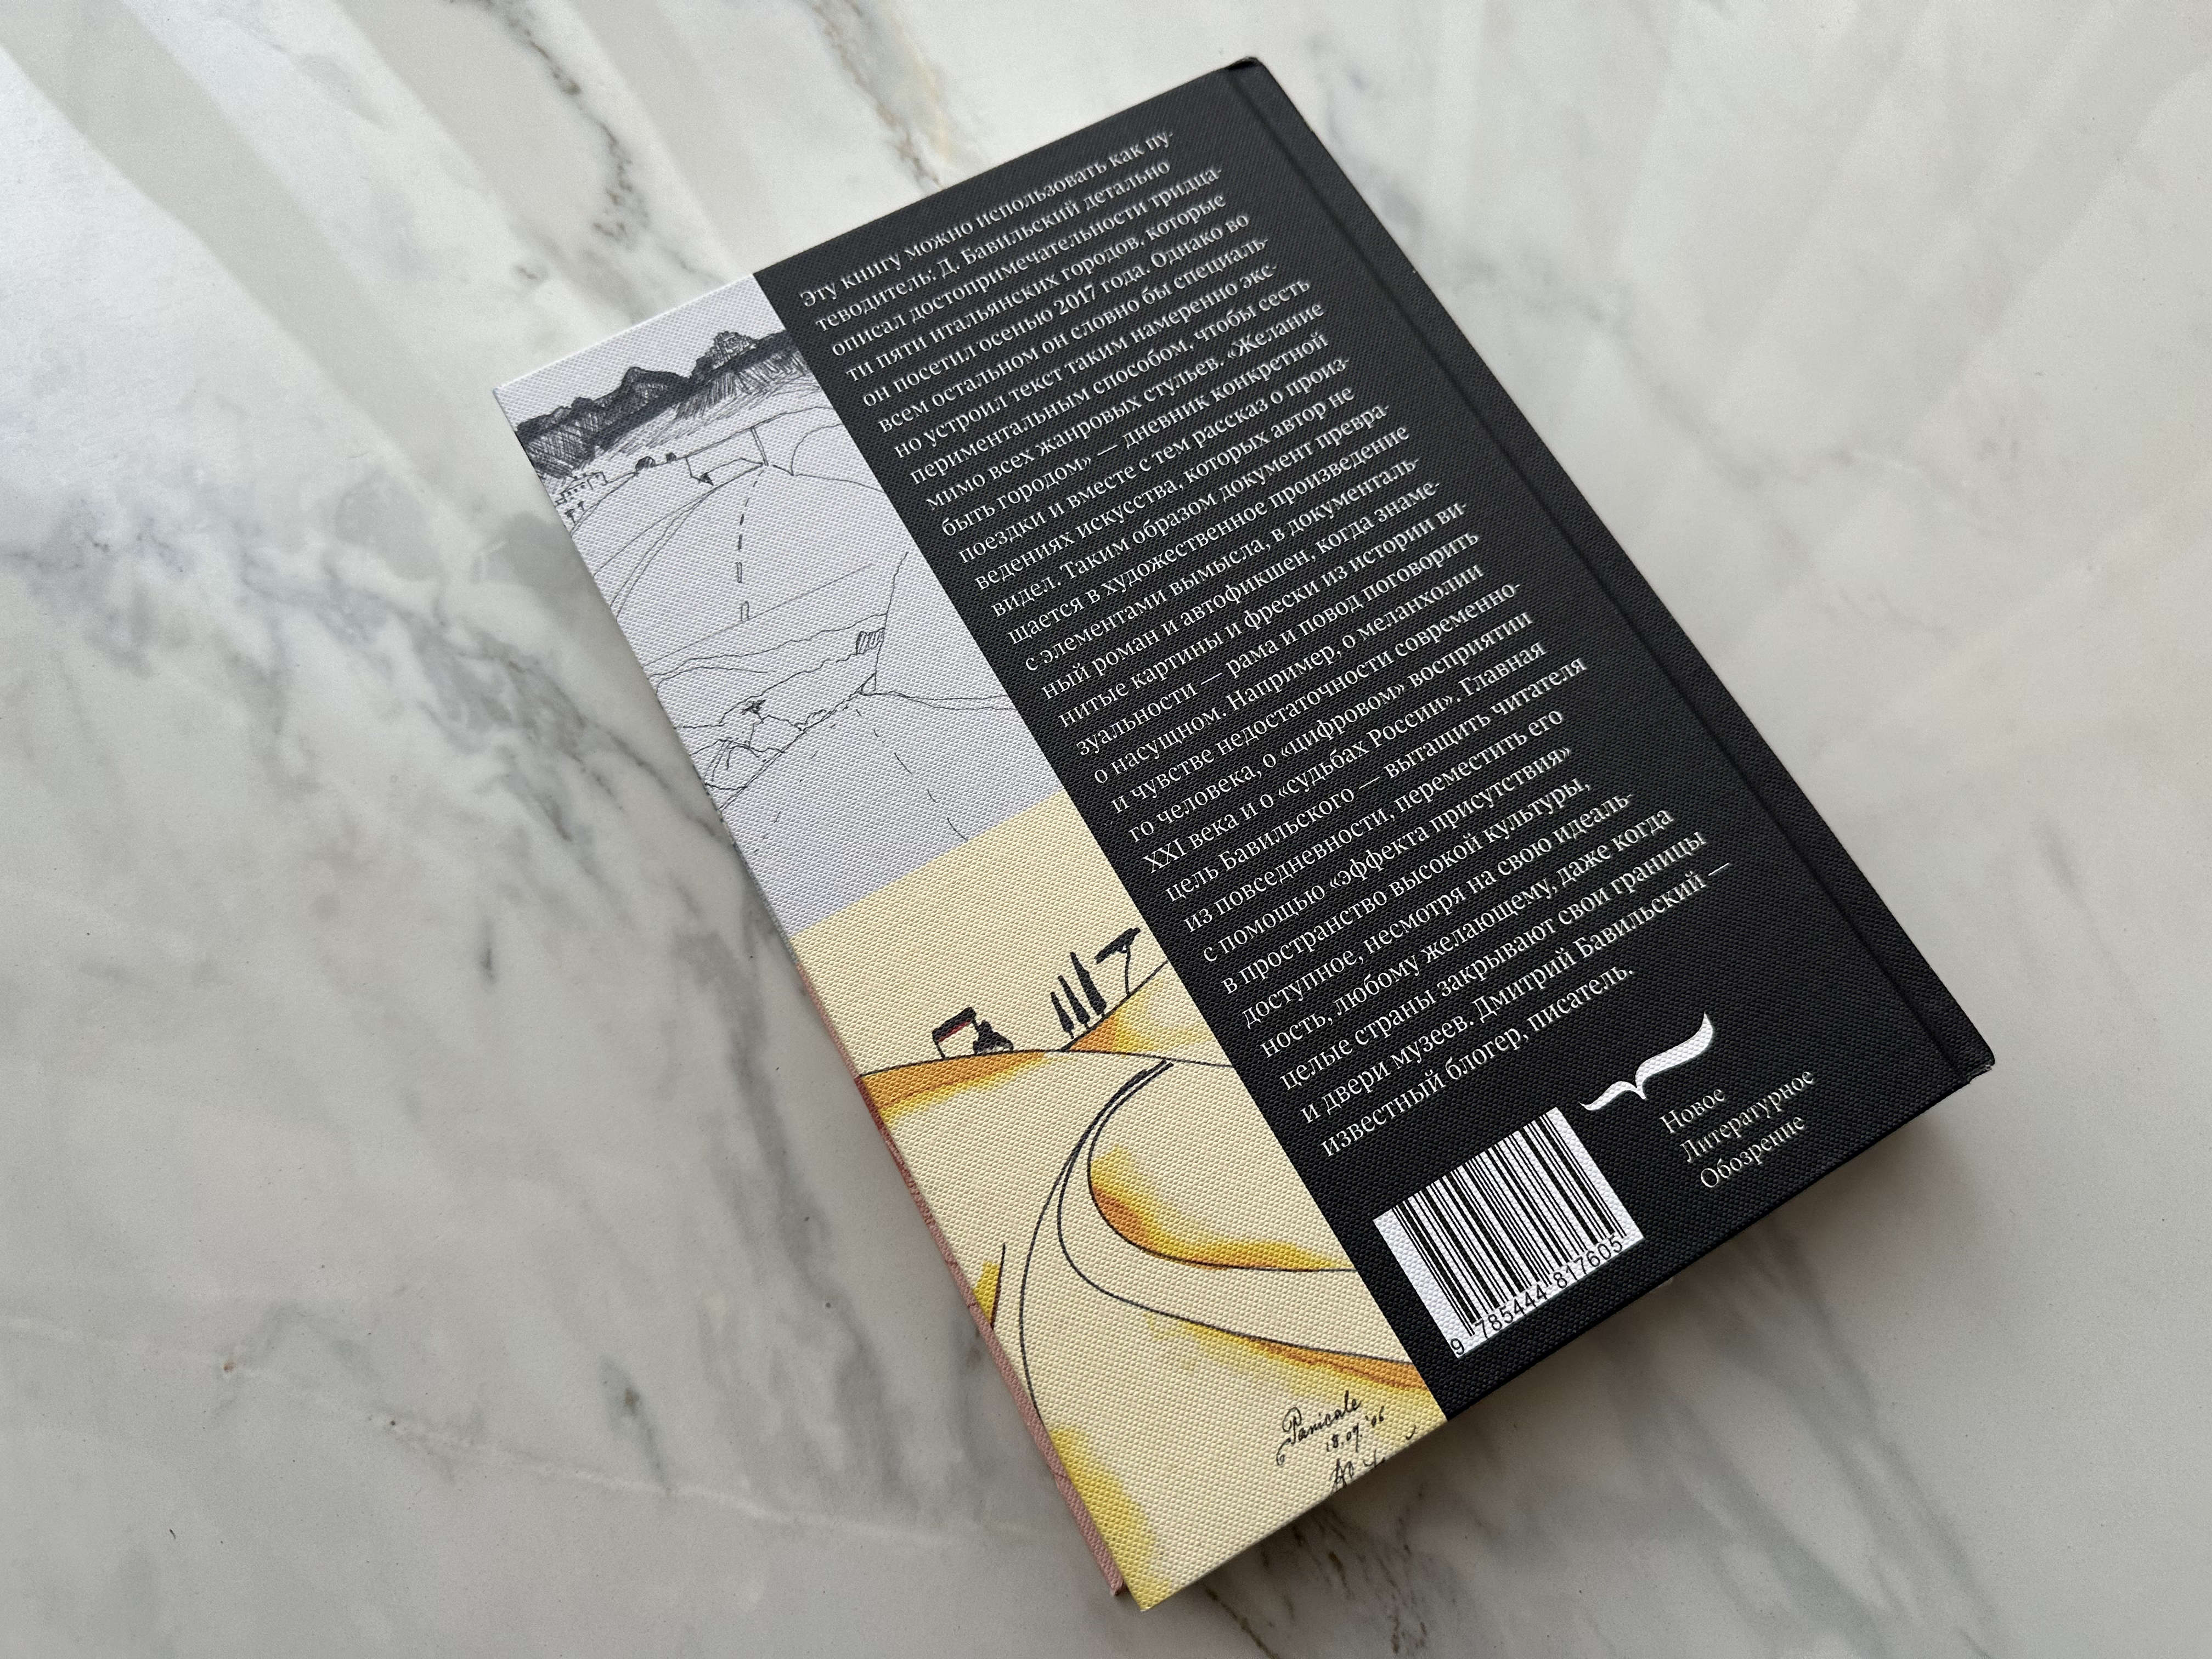 Эту книгу можно использовать как пу-
теводитель: Д. Бавильский детально
описал достопримечательности тридца-
ти пяти итальянских городов, которые
он посетил осенью 2017 года. Однако во
всем остальном он словно бы специаль-
но устроил текст таким намеренно экс-
периментальным способом, чтобы сесть
мимо всех жанровых стульев. «Желание
быть городом» — дневник конкретной
поездки и вместе с тем рассказ о произ-
ведениях искусства, которых автор не
видел. Таким образом документ превра-
щается в художественное произведение
с элементами вымысла, в документаль-
ный роман и автофикшен, когда знаме-
нитые картины и фрески из истории ви-
зуальности — рама и повод поговорить
о насущном. Например, о меланхолии
и чувстве недостаточности современно-
го человека, о «цифровом» восприятии
XXI века и о «судьбах России». Главная
цель Бавильского — вытащить читателя
из повседневности, переместить его
с помощью «эффекта присутствия»
в пространство высокой культуры,
доступное, несмотря на свою идеаль-
ность, любому желающему, даже когда
целые страны закрывают свои границы
и двери музеев. Дмитрий Бавильский —
известный блогер, писатель.
Новое
Литературное
Обозрение
9 785444 817605
Panicale
18.09.'06